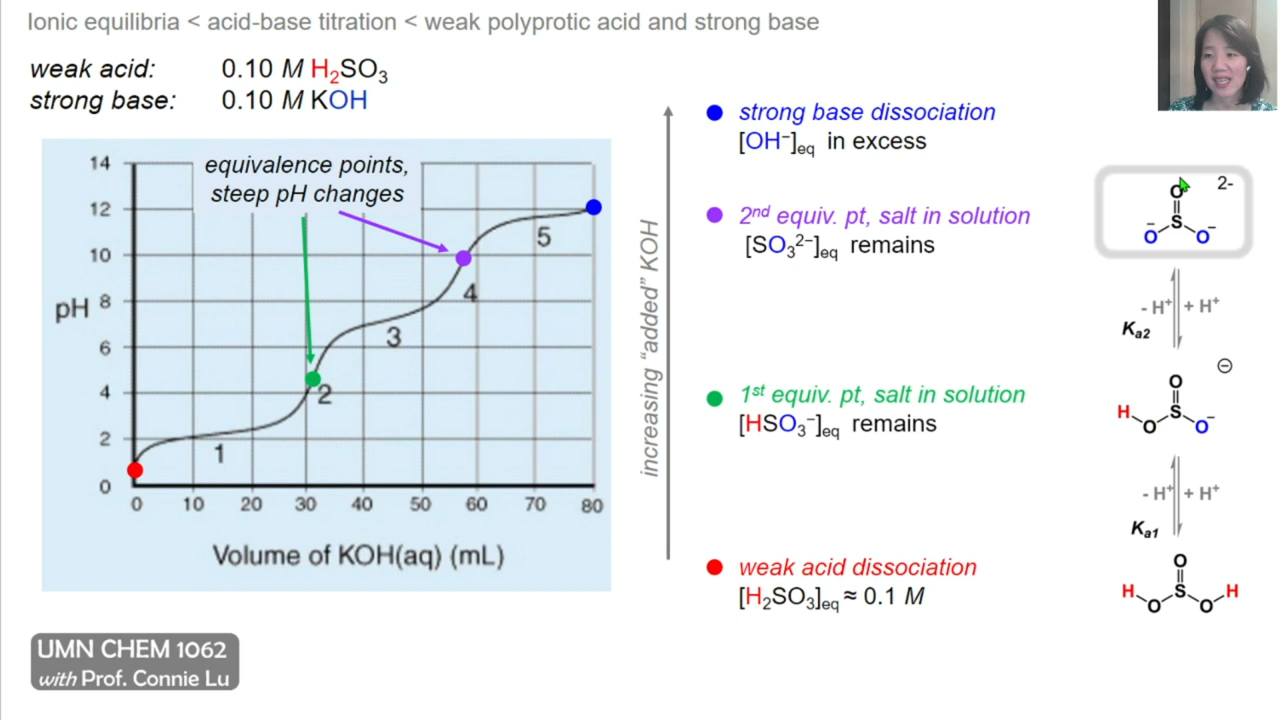 Ionic equilibria < acid-base titration < weak polyprotic acid and strong base
weak acid: 0.10 M H₂SO₃
strong base: 0.10 M KOH
equivalence points,
steep pH changes
14
12
10
8
6
4
2
0
pH
1
2
3
4
5
0 10 20 30 40 50 60 70 80
Volume of KOH(aq) (mL)
increasing “added” KOH
strong base dissociation
[OH⁻]eq in excess
2nd equiv. pt, salt in solution
[SO₃²⁻]eq remains
1st equiv. pt, salt in solution
[HSO₃⁻]eq remains
weak acid dissociation
[H₂SO₃]eq ≈ 0.1 M
O 2-
S
⁻O O⁻
- H⁺ + H⁺
Ka2
⊖
O
H S
O O⁻
- H⁺ + H⁺
Ka1
O
H S H
O O
UMN CHEM 1062
with Prof. Connie Lu